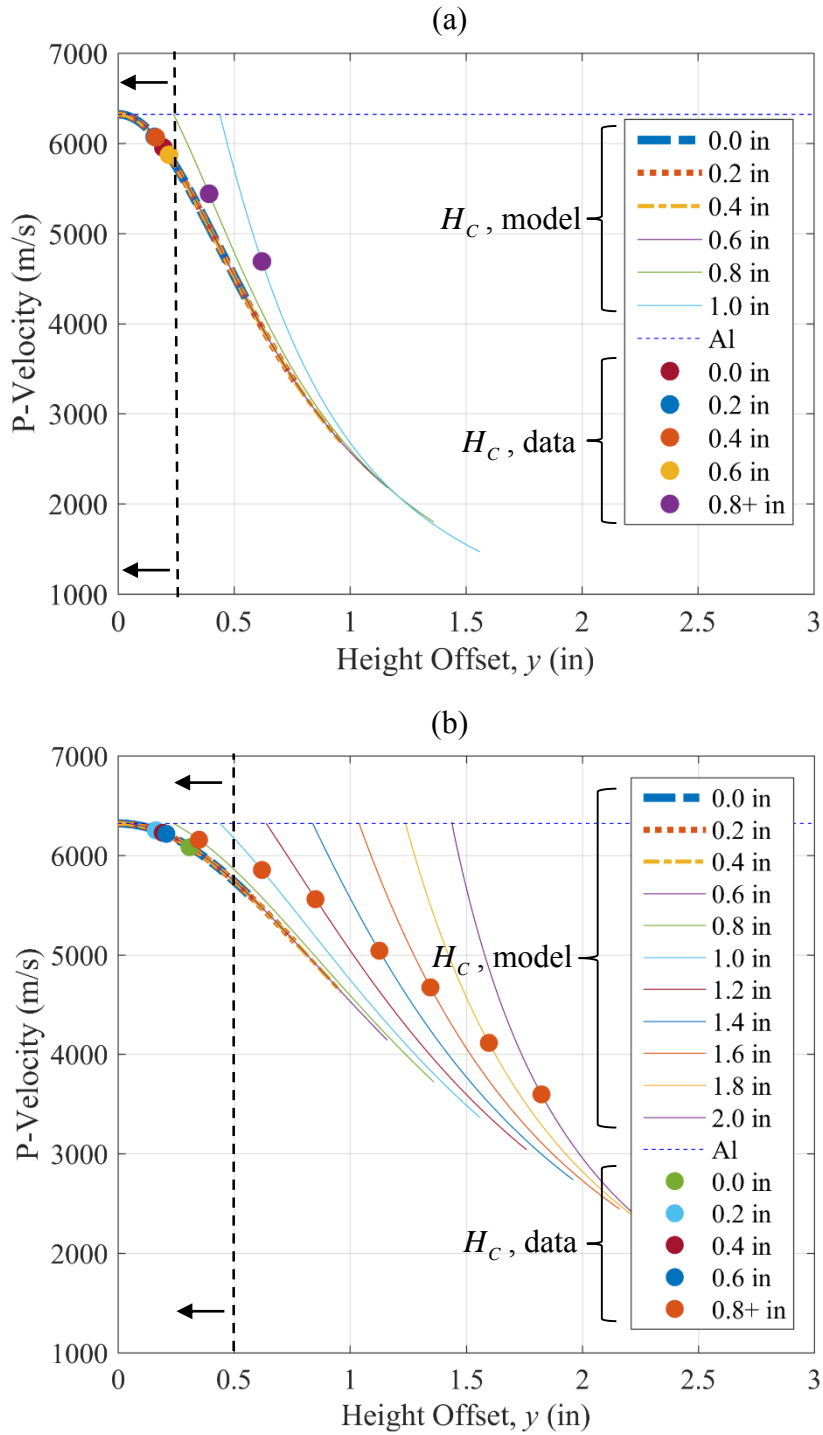 (a)
7000
6000
5000
4000
3000
2000
1000
P-Velocity (m/s)
0 0.5 1 1.5 2 2.5 3
Height Offset, y (in)
H_C , model
0.0 in
0.2 in
0.4 in
0.6 in
0.8 in
1.0 in
Al
H_C , data
0.0 in
0.2 in
0.4 in
0.6 in
0.8+ in
(b)
7000
6000
5000
4000
3000
2000
1000
P-Velocity (m/s)
0 0.5 1 1.5 2 2.5 3
Height Offset, y (in)
H_C , model
0.0 in
0.2 in
0.4 in
0.6 in
0.8 in
1.0 in
1.2 in
1.4 in
1.6 in
1.8 in
2.0 in
Al
H_C , data
0.0 in
0.2 in
0.4 in
0.6 in
0.8+ in